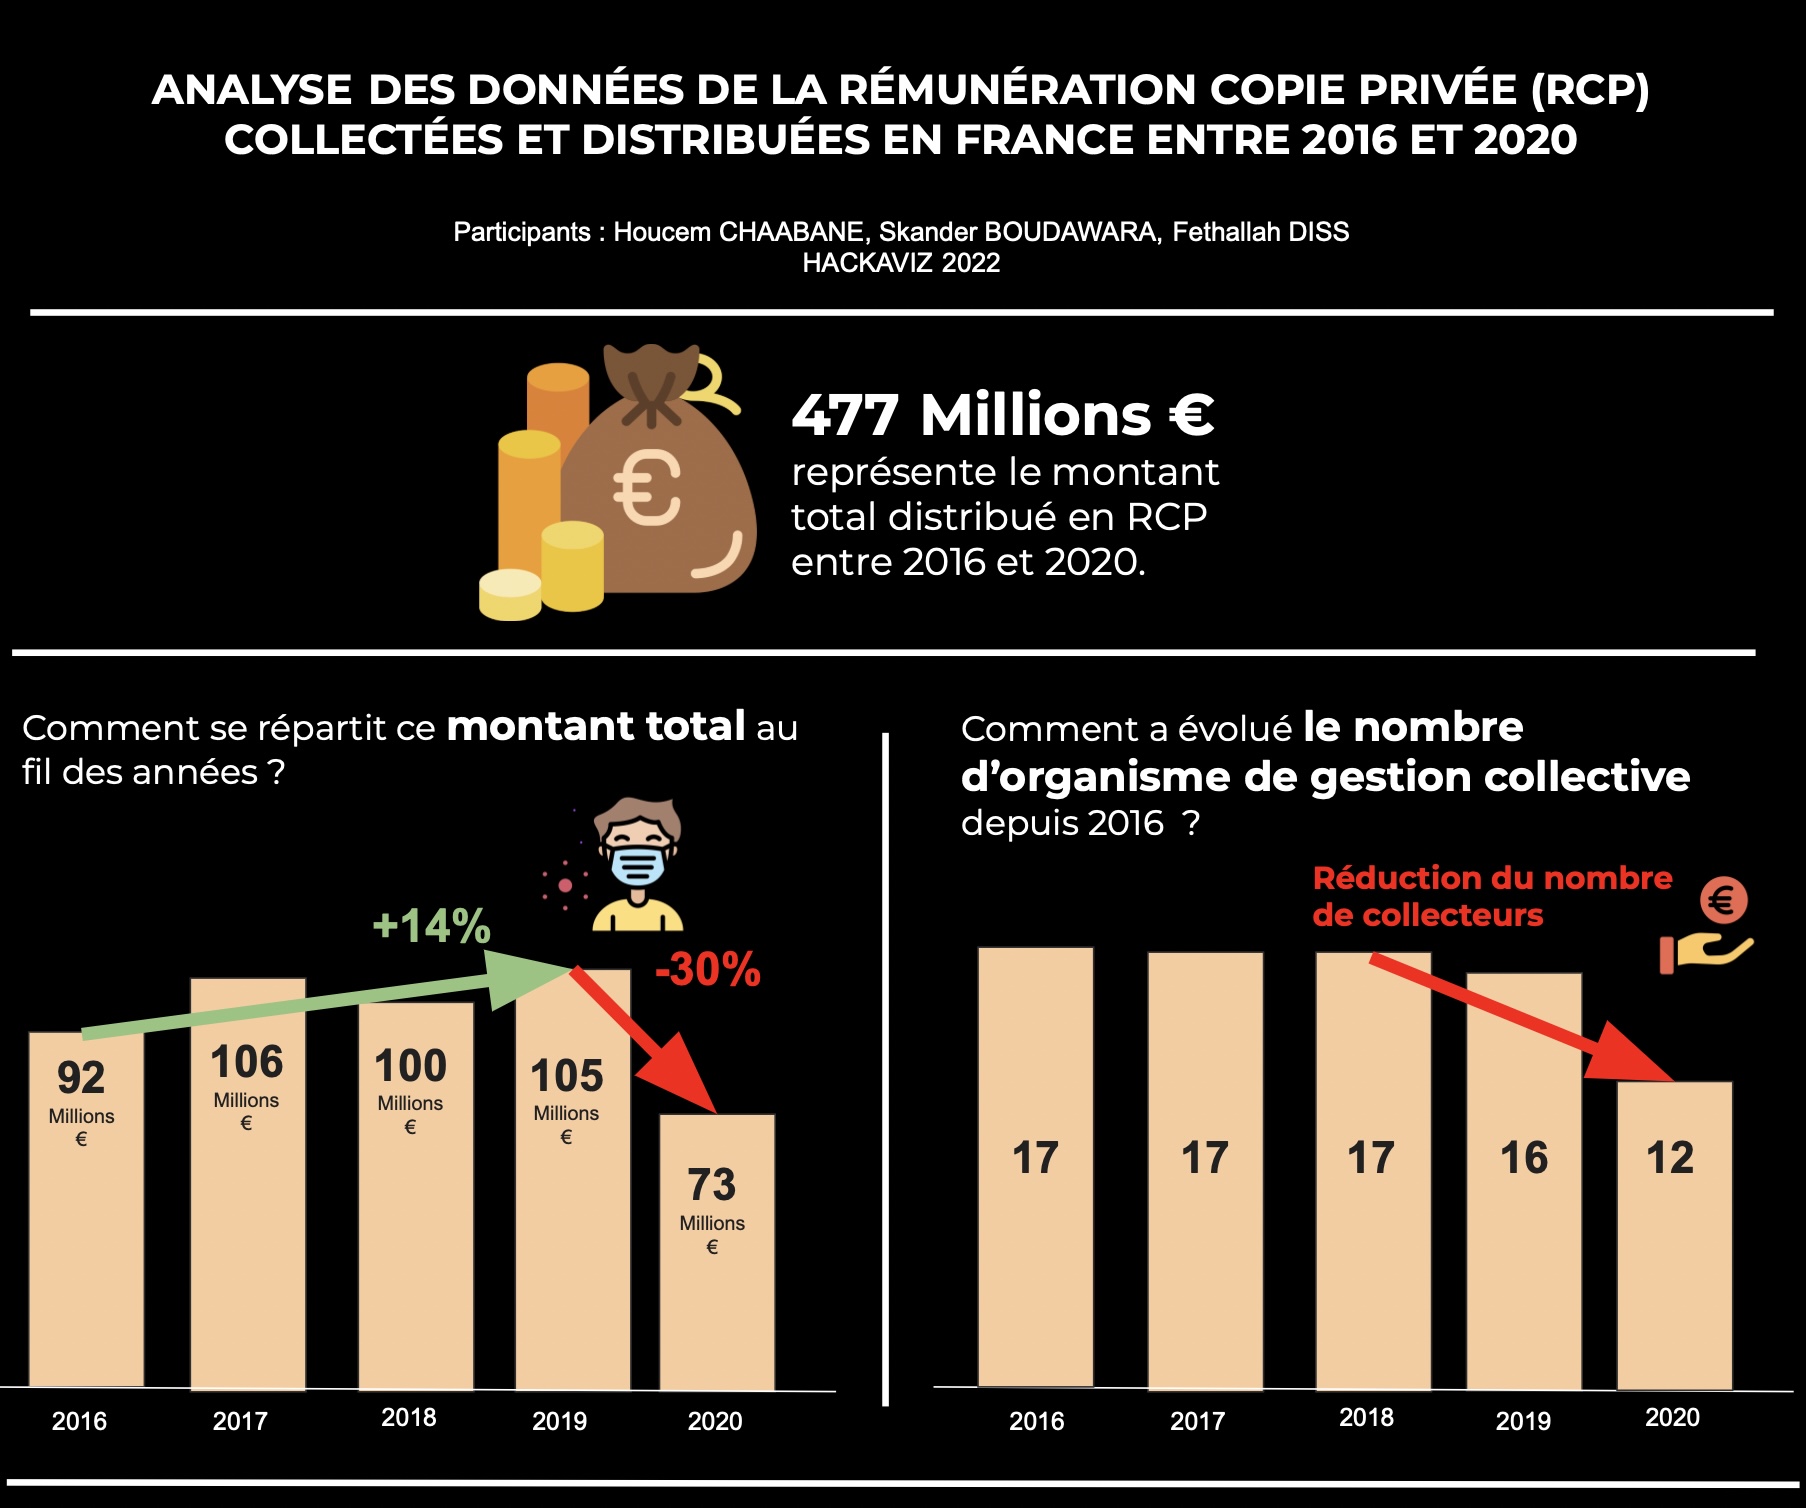 ANALYSE DES DONNÉES DE LA RÉMUNÉRATION COPIE PRIVÉE (RCP)
COLLECTÉES ET DISTRIBUÉES EN FRANCE ENTRE 2016 ET 2020
Participants : Houcem CHAABANE, Skander BOUDAWARA, Fethallah DISS
HACKAVIZ 2022
€
477 Millions €
représente le montant
total distribué en RCP
entre 2016 et 2020.
Comment se répartit ce montant total au
fil des années ?
+14%
-30%
92
Millions
€
106
Millions
€
100
Millions
€
105
Millions
€
73
Millions
€
2016
2017
2018
2019
2020
Comment a évolué le nombre
d’organisme de gestion collective
depuis 2016  ?
Réduction du nombre
de collecteurs
€
17
17
17
16
12
2016
2017
2018
2019
2020